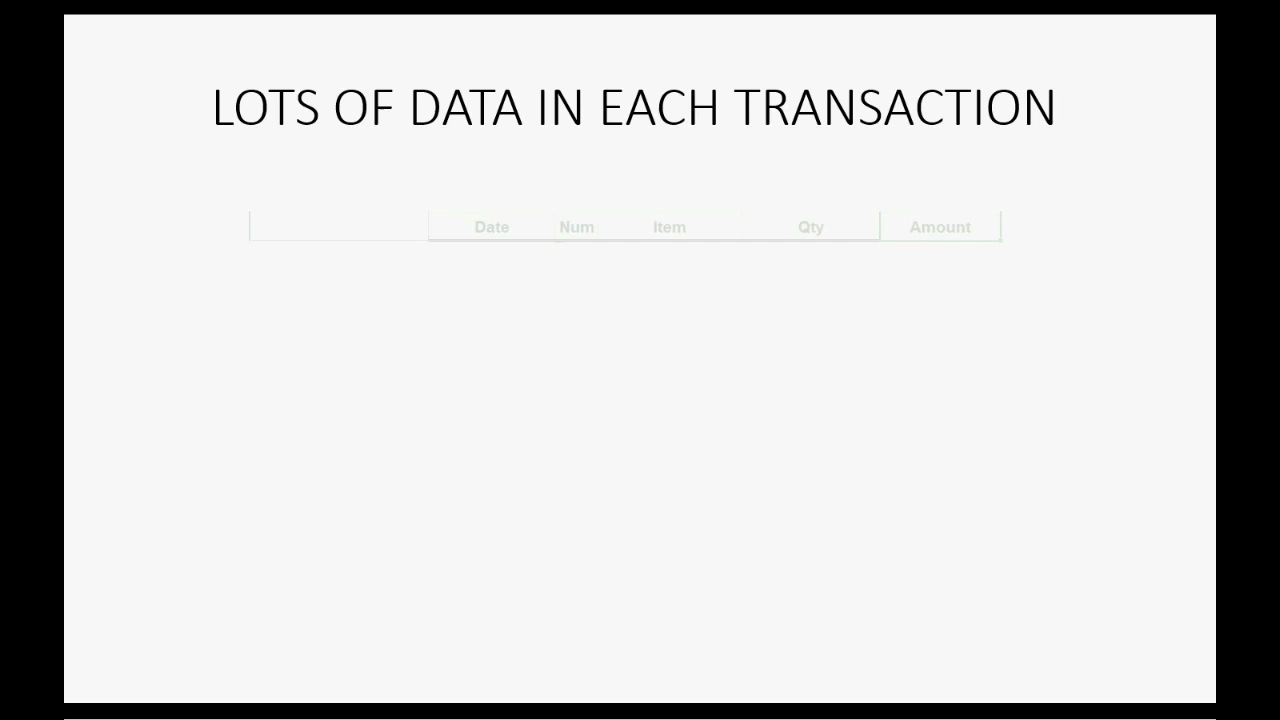 LOTS OF DATA IN EACH TRANSACTION
Date Num Item Qty Amount